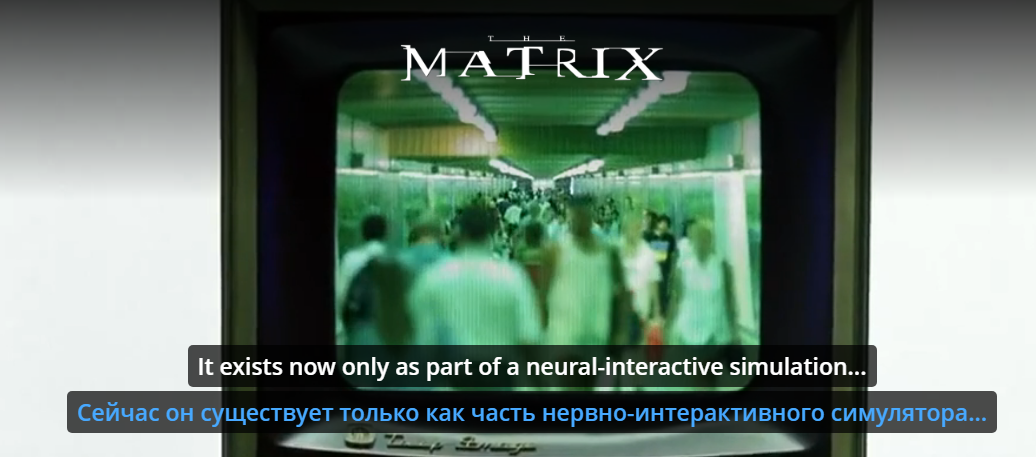 THE
MATRIX
It exists now only as part of a neural-interactive simulation...
Сейчас он существует только как часть нервно-интерактивного симулятора...